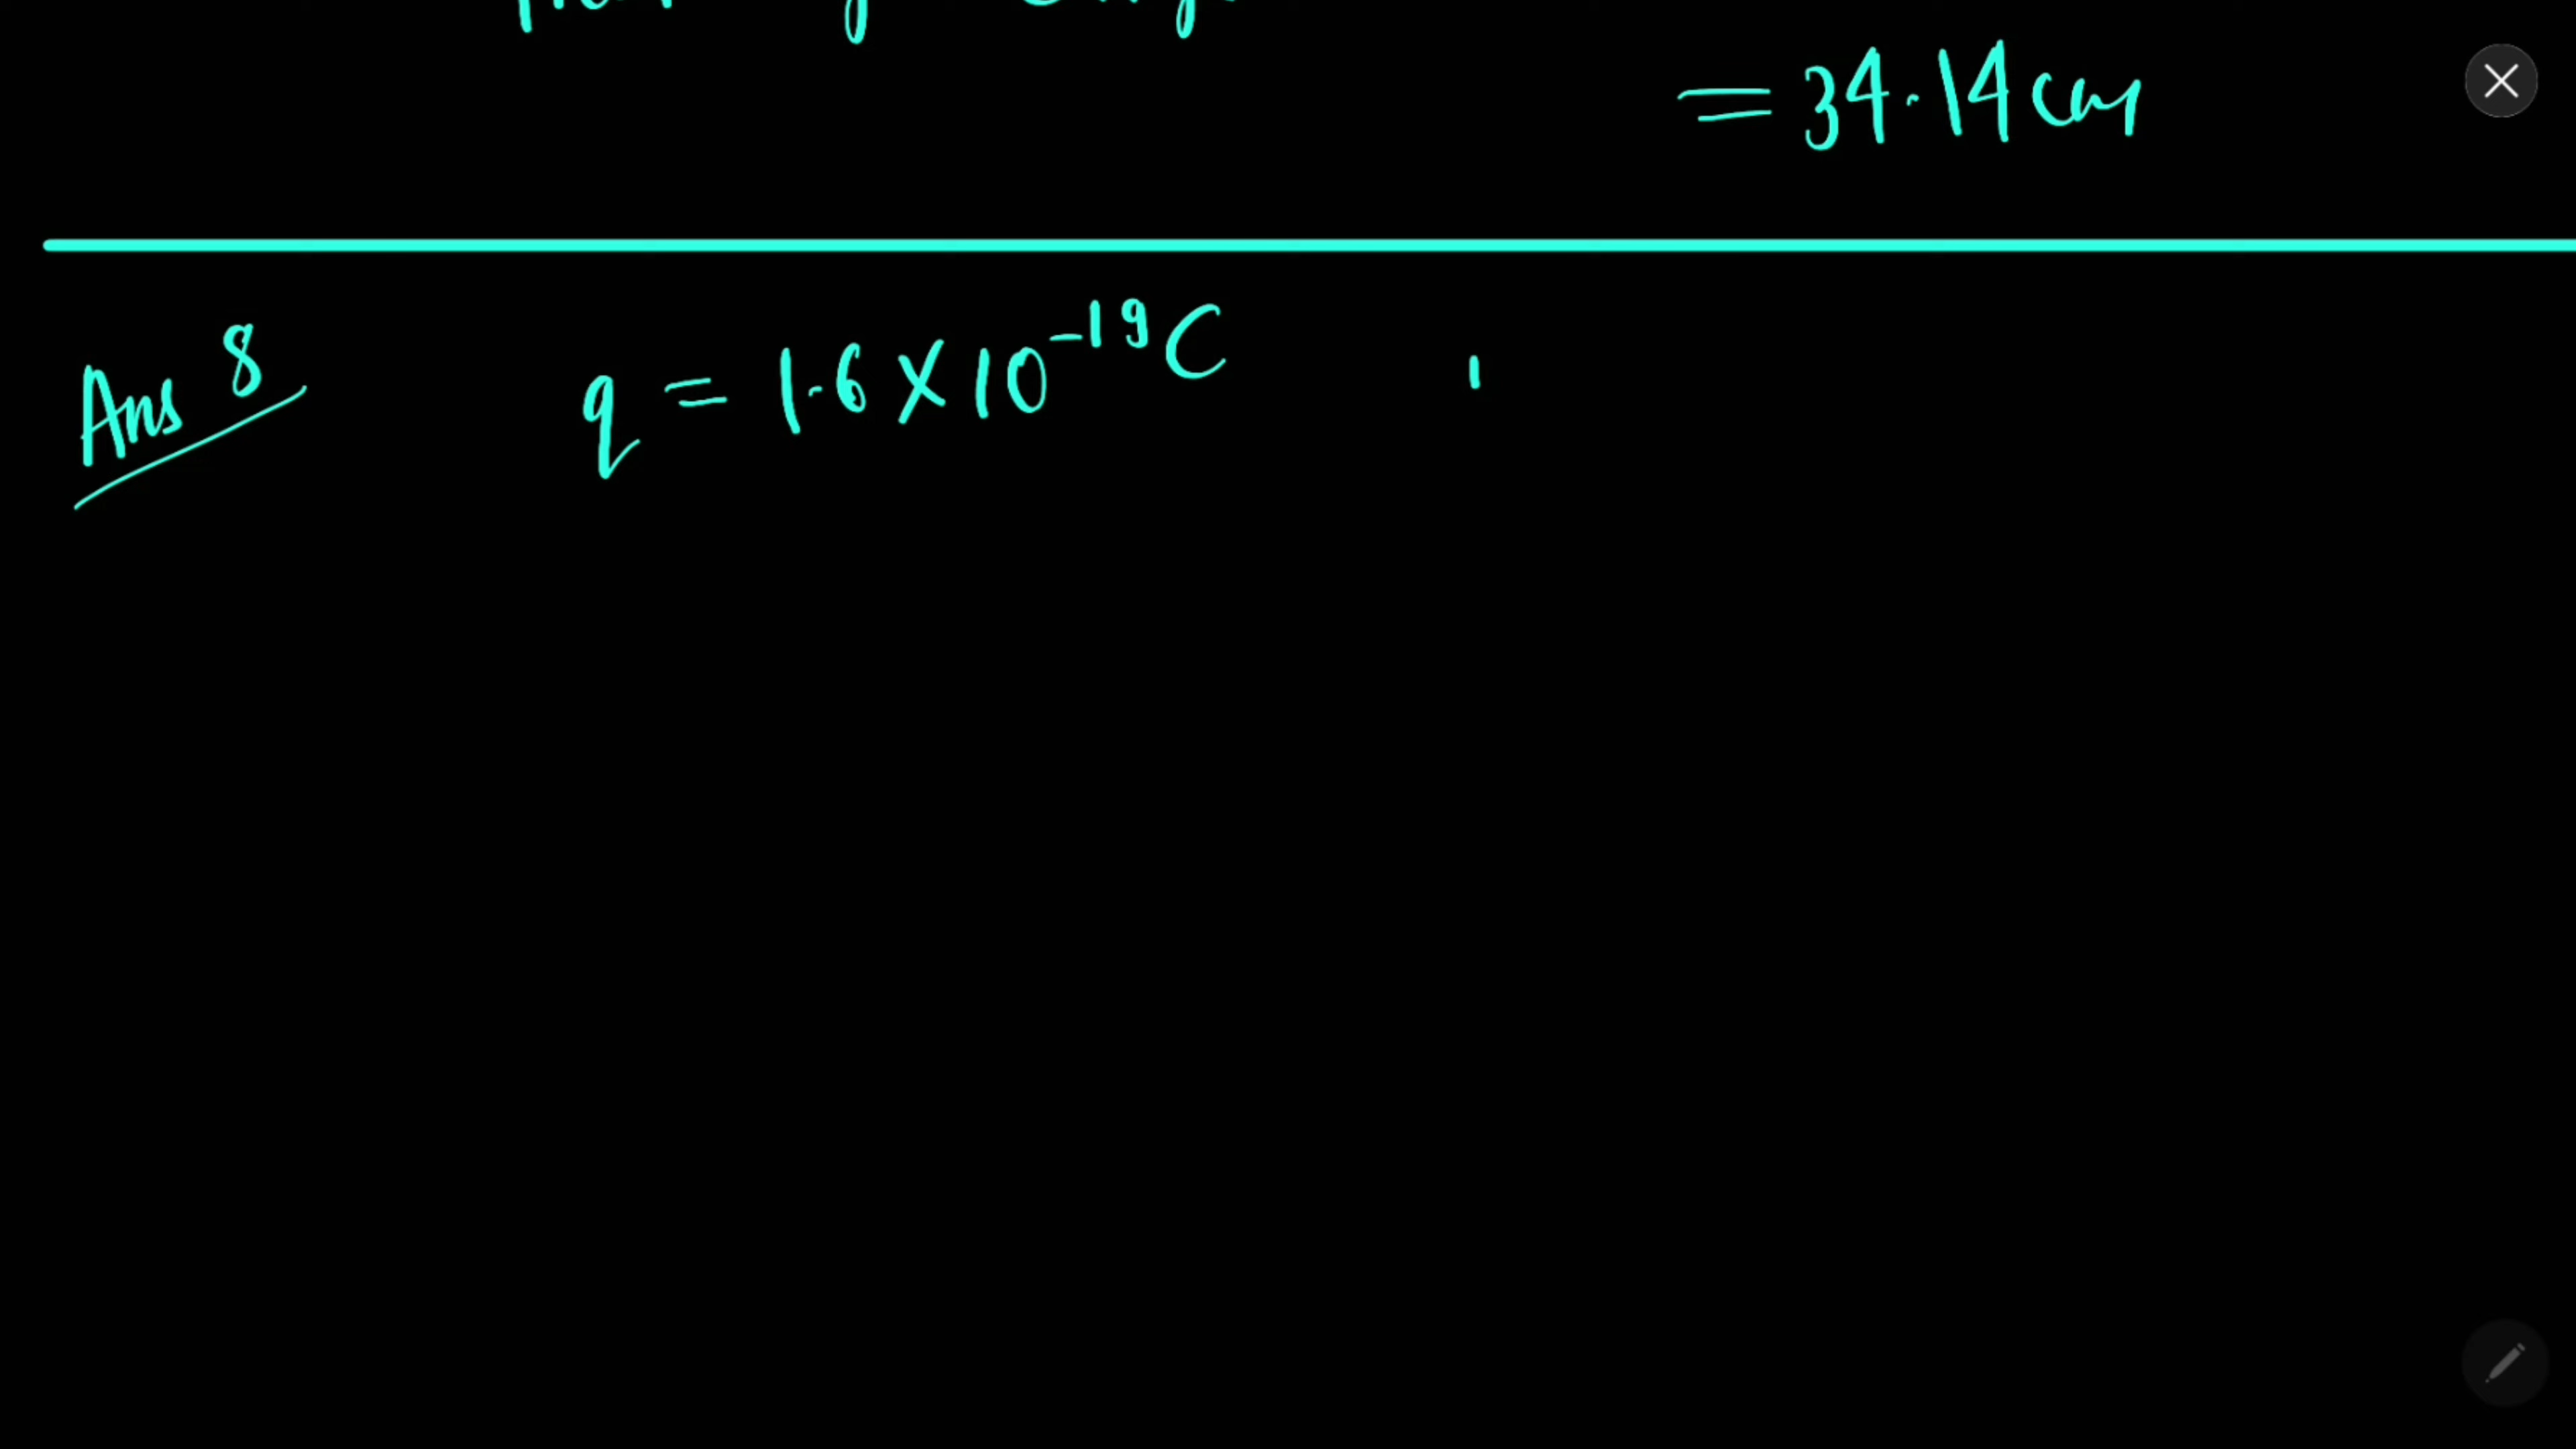 = 34.14 cm
Ans 8 q = 1.6 × 10⁻¹⁹ C